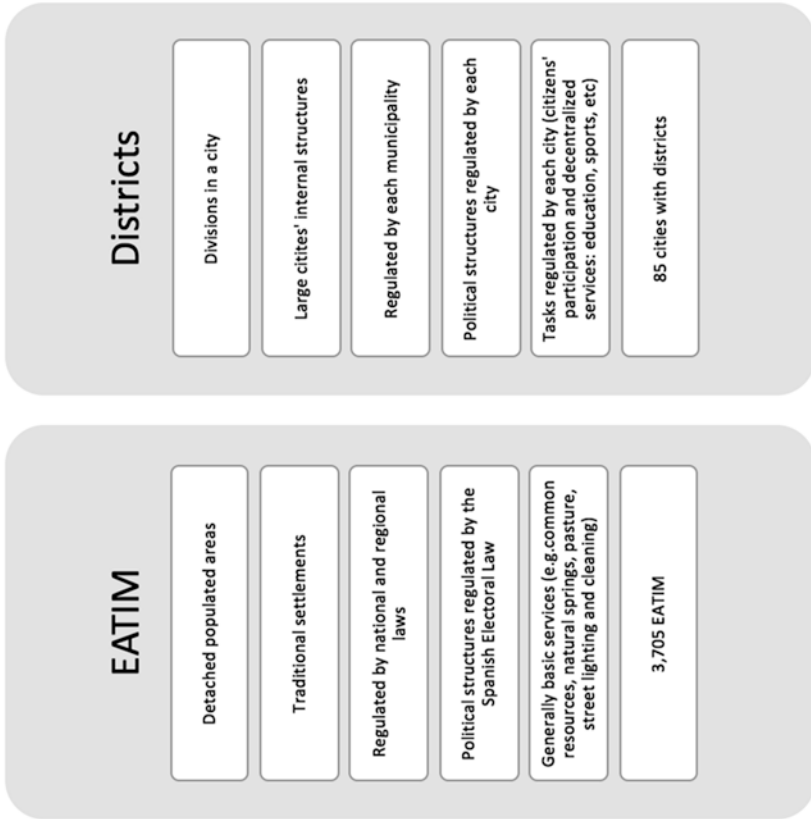 EATIM
Detached populated areas
Traditional settlements
Regulated by national and regional
laws
Political structures regulated by the
Spanish Electoral Law
Generally basic services (e.g.common
resources, natural springs, pasture,
street lighting and cleaning)
3,705 EATIM
Districts
Divisions in a city
Large citites' internal structures
Regulated by each municipality
Political structures regulated by each
city
Tasks regulated by each city (citizens'
participation and decentralized
services: education, sports, etc)
85 cities with districts